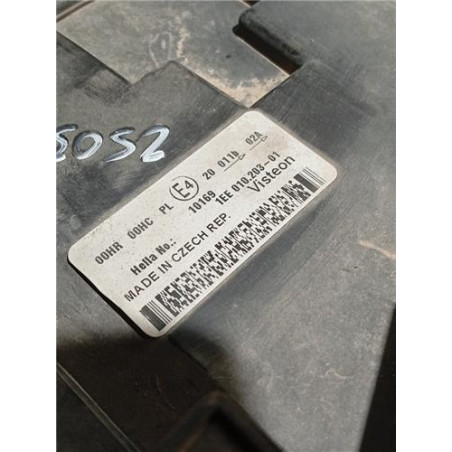 8052
00HR 00HC PL E4 20 011b 02A
10169
Hella No.: 1EE 010.203-01
MADE IN CZECH REP. Visteon